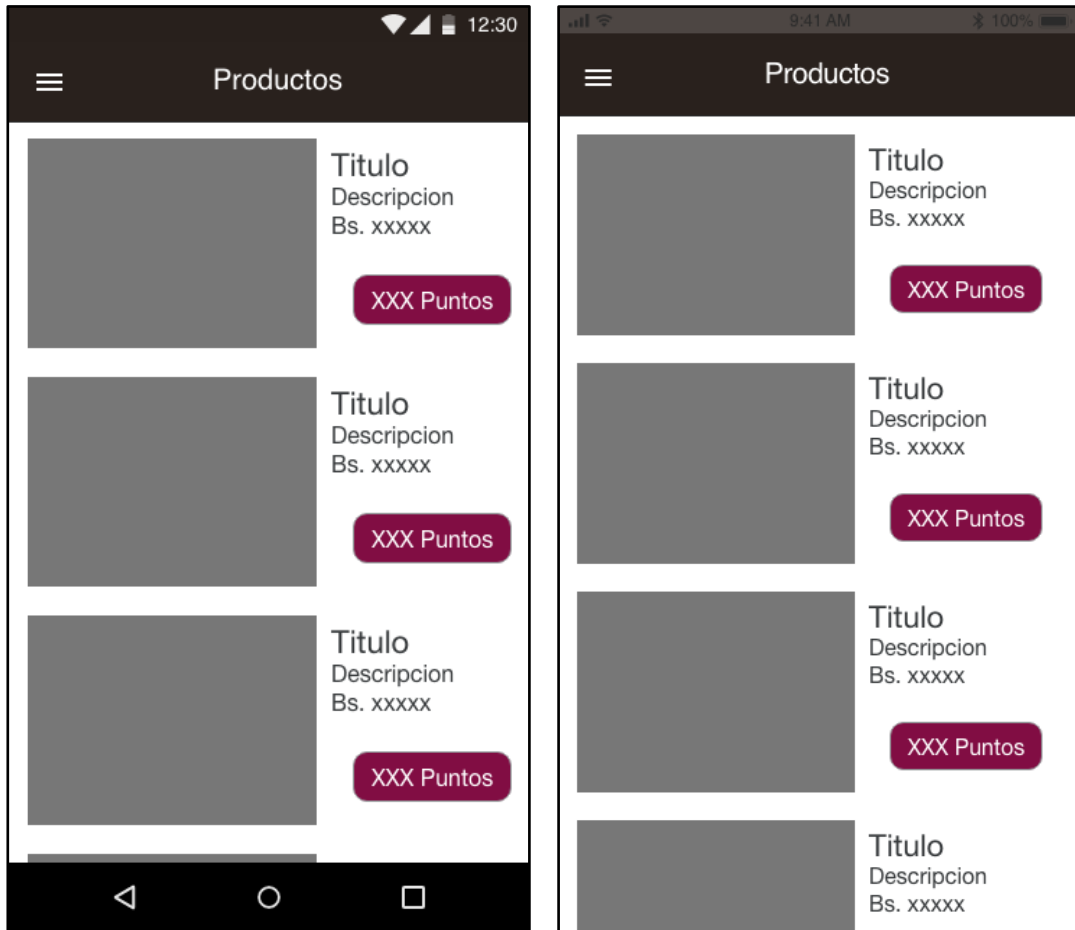 12:30
Productos
Titulo
Descripcion
Bs. xxxxx
XXX Puntos
Titulo
Descripcion
Bs. xxxxx
XXX Puntos
Titulo
Descripcion
Bs. xxxxx
XXX Puntos
9:41 AM
100%
Productos
Titulo
Descripcion
Bs. xxxxx
XXX Puntos
Titulo
Descripcion
Bs. xxxxx
XXX Puntos
Titulo
Descripcion
Bs. xxxxx
XXX Puntos
Titulo
Descripcion
Bs. xxxxx